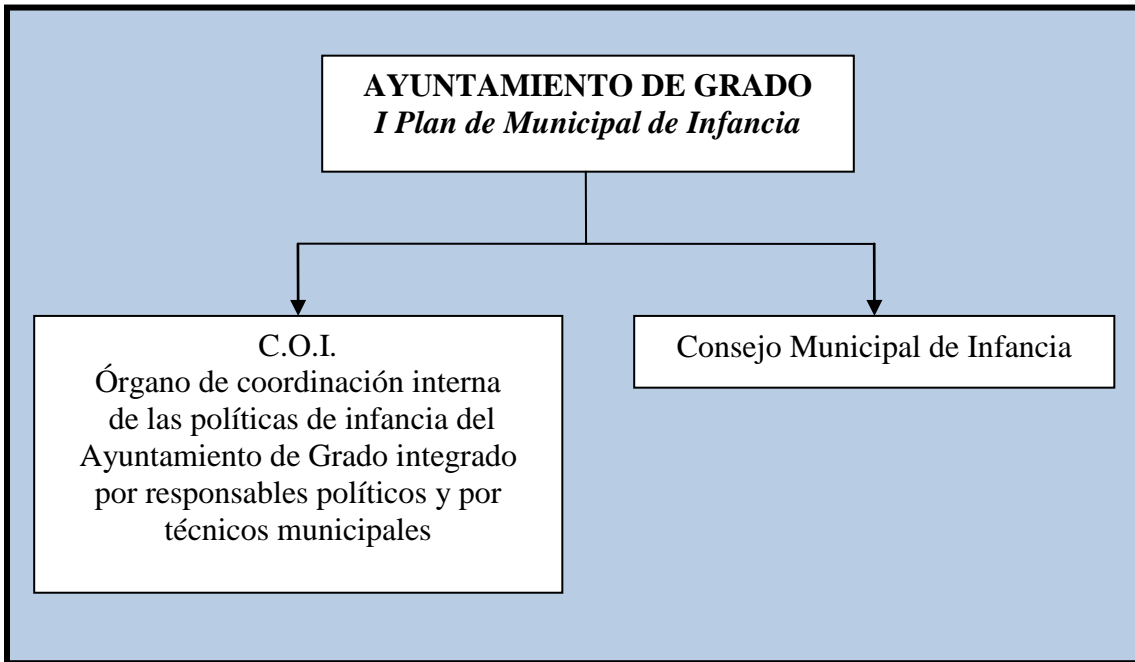 AYUNTAMIENTO DE GRADO
I Plan de Municipal de Infancia
C.O.I.
Órgano de coordinación interna
de las políticas de infancia del
Ayuntamiento de Grado integrado
por responsables políticos y por
técnicos municipales
Consejo Municipal de Infancia